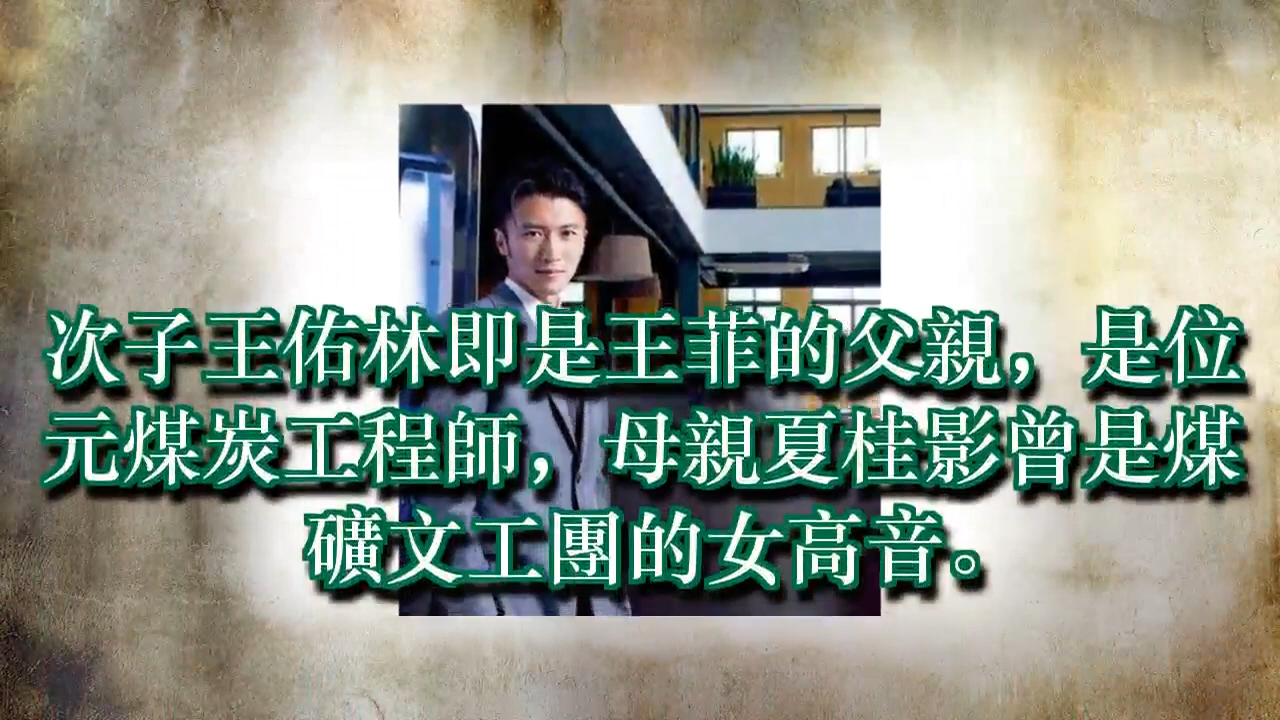 次子王佑林即是王菲的父親，是位
元煤炭工程師，母親夏桂影曾是煤
礦文工團的女高音。